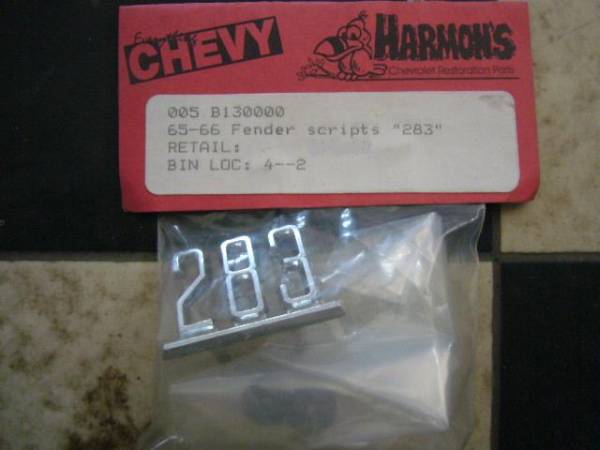 Everything
CHEVY
HARMON'S
Chevrolet Restoration Parts
005 B130000
65-66 Fender scripts "283"
RETAIL:
BIN LOC: 4--2
283